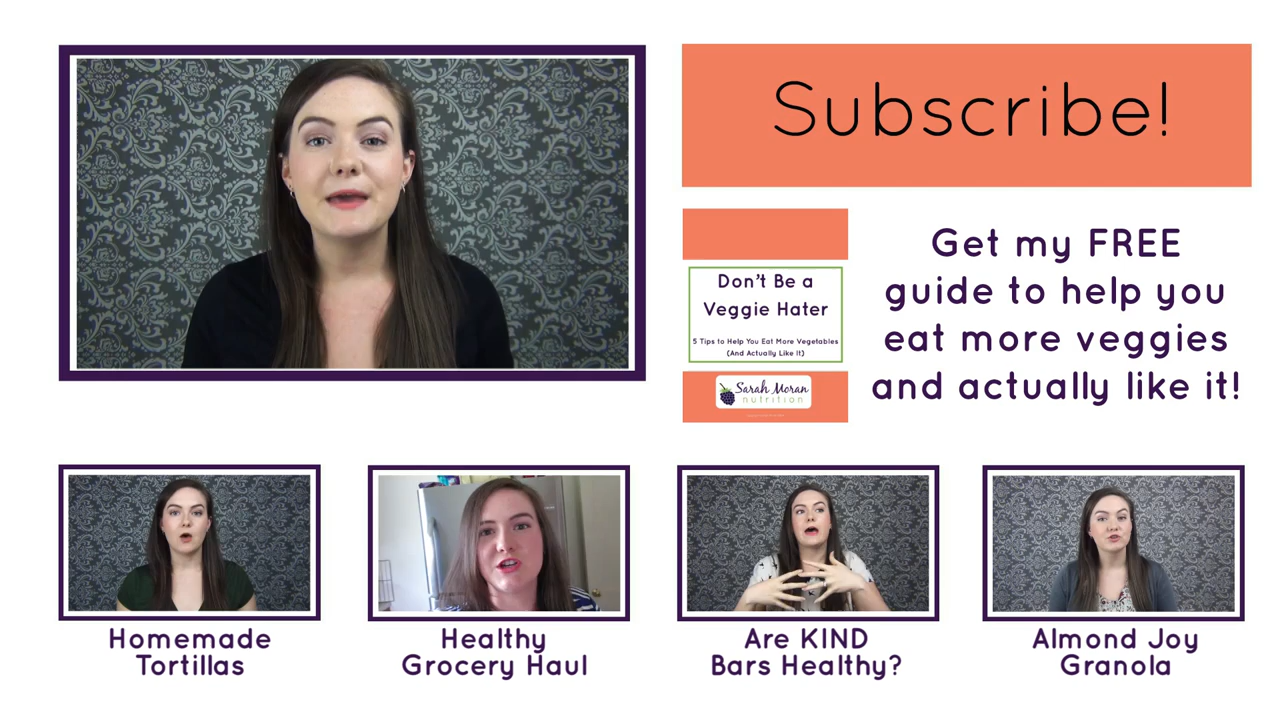 Subscribe!
Don't Be a
Veggie Hater
5 Tips to Help You Eat More Vegetables
(And Actually Like It)
Sarah Moran
nutrition
Get my FREE
guide to help you
eat more veggies
and actually like it!
Homemade
Tortillas
Healthy
Grocery Haul
Are KIND
Bars Healthy?
Almond Joy
Granola